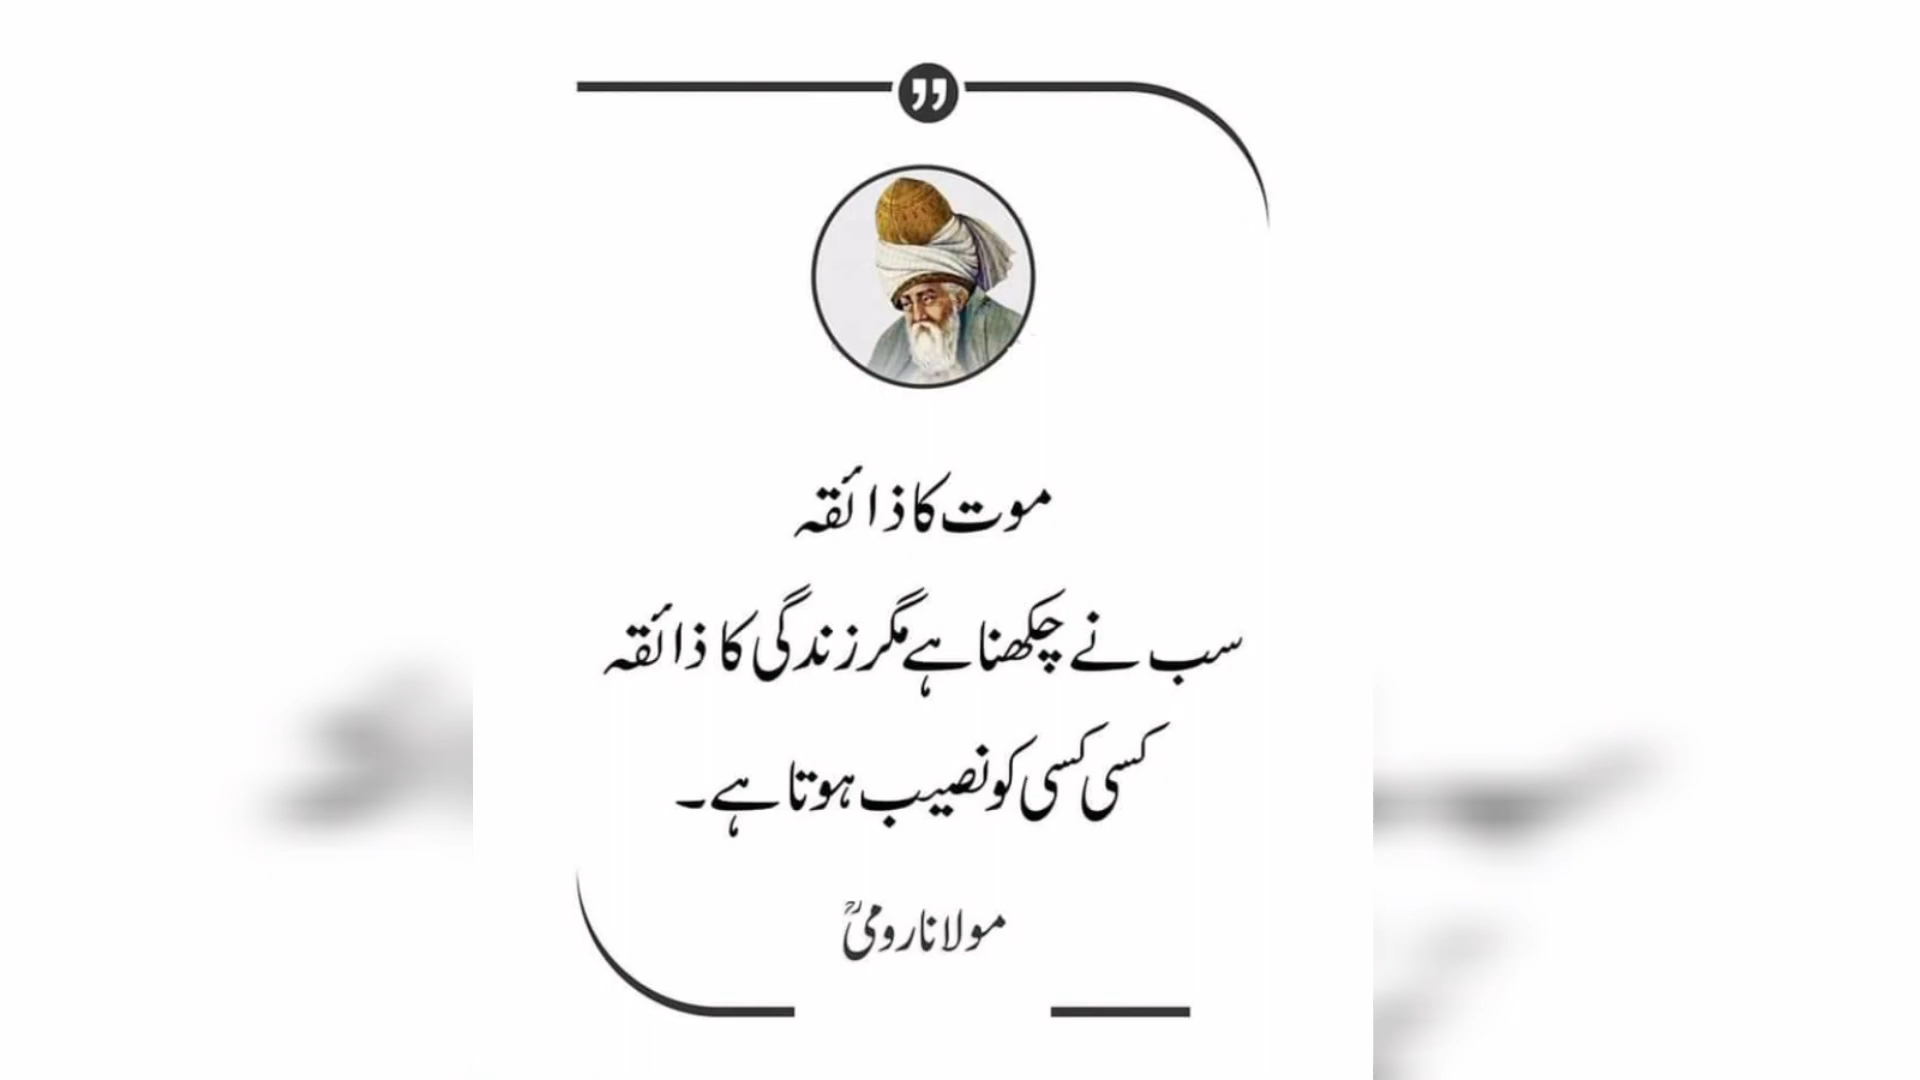 موت کا ذائقہ
سب نے چکھنا ہے مگر زندگی کا ذائقہ
کسی کسی کو نصیب ہوتا ہے۔
مولانا رومیؒ